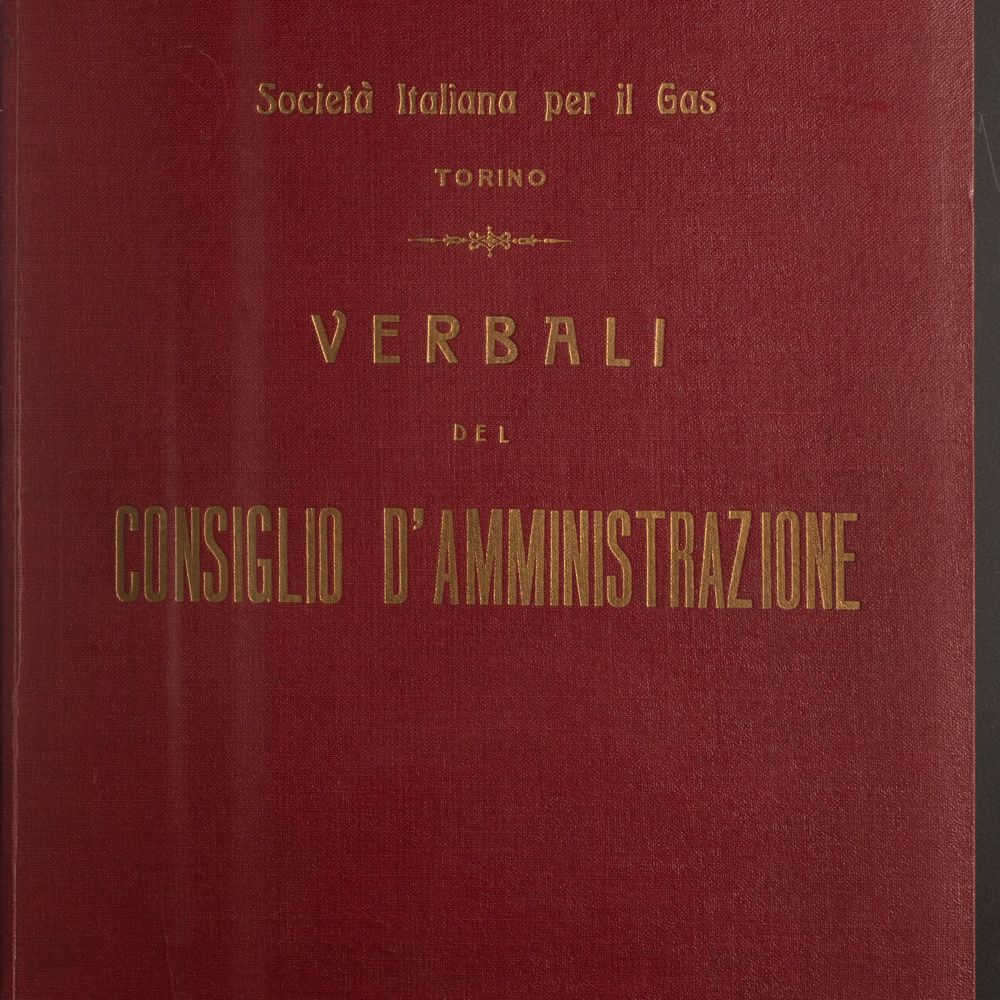 Società Italiana per il Gas
TORINO
VERBALI
DEL
CONSIGLIO D'AMMINISTRAZIONE